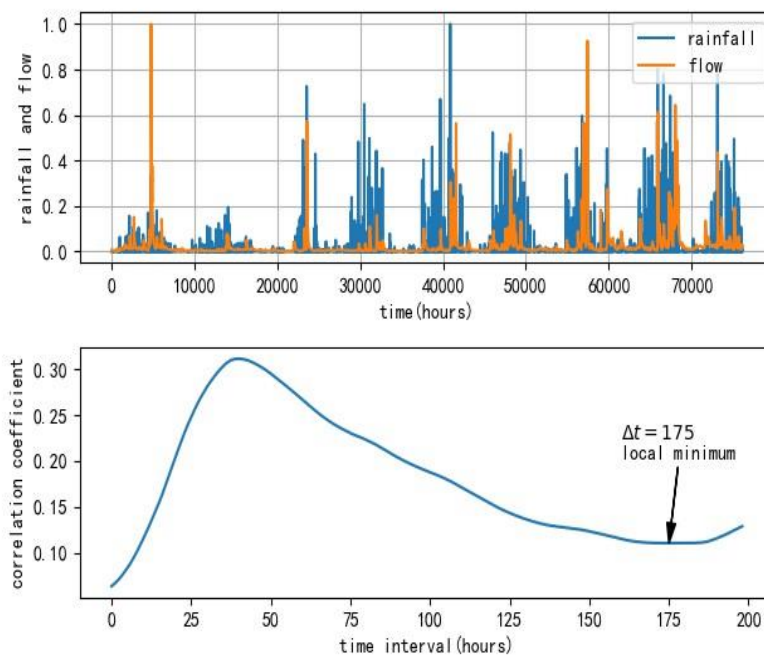 rainfall and flow
1.0
0.8
0.6
0.4
0.2
0.0
rainfall
flow
0 10000 20000 30000 40000 50000 60000 70000
time(hours)
correlation coefficient
0.30
0.25
0.20
0.15
0.10
Δt = 175
local minimum
0 25 50 75 100 125 150 175 200
time interval(hours)